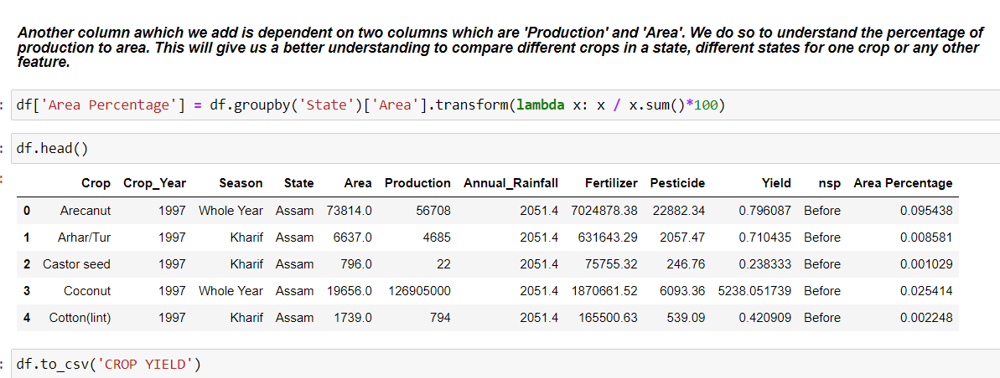 Another column awhich we add is dependent on two columns which are 'Production' and 'Area'. We do so to understand the percentage of
production to area. This will give us a better understanding to compare different crops in a state, different states for one crop or any other
feature.
: df['Area Percentage'] = df.groupby('State')['Area'].transform(lambda x: x / x.sum()*100)
: df.head()
:
Crop Crop_Year Season State Area Production Annual_Rainfall Fertilizer Pesticide Yield nsp Area Percentage
0 Arecanut 1997 Whole Year Assam 73814.0 56708 2051.4 7024878.38 22882.34 0.796087 Before 0.095438
1 Arhar/Tur 1997 Kharif Assam 6637.0 4685 2051.4 631643.29 2057.47 0.710435 Before 0.008581
2 Castor seed 1997 Kharif Assam 796.0 22 2051.4 75755.32 246.76 0.238333 Before 0.001029
3 Coconut 1997 Whole Year Assam 19656.0 126905000 2051.4 1870661.52 6093.36 5238.051739 Before 0.025414
4 Cotton(lint) 1997 Kharif Assam 1739.0 794 2051.4 165500.63 539.09 0.420909 Before 0.002248
: df.to_csv('CROP YIELD')